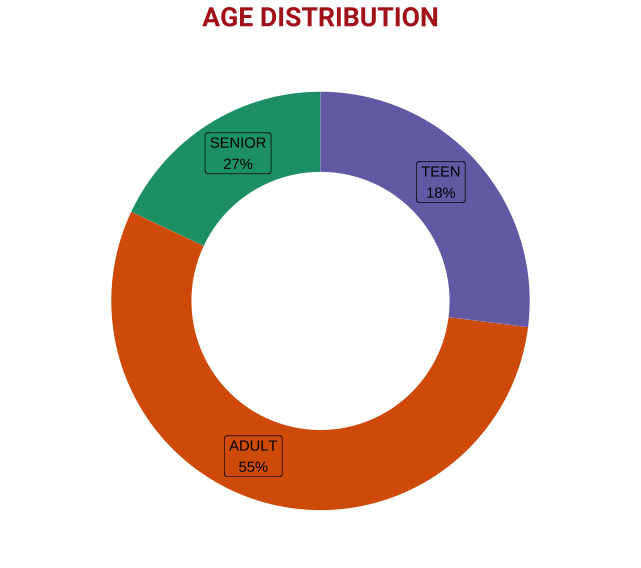 AGE DISTRIBUTION
SENIOR
27%
TEEN
18%
ADULT
55%